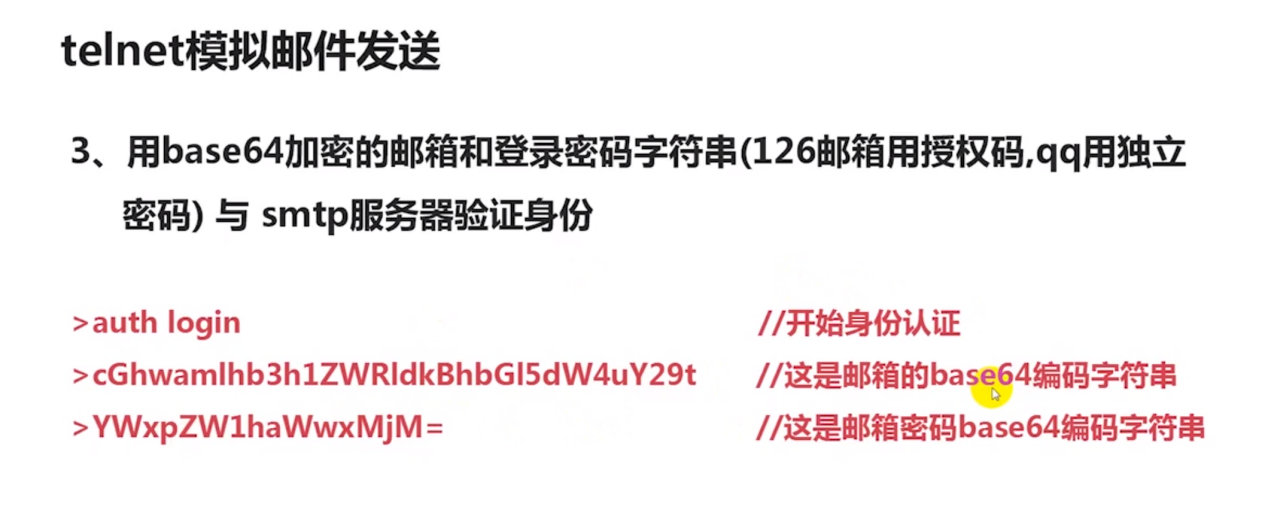 telnet模拟邮件发送
3、用base64加密的邮箱和登录密码字符串(126邮箱用授权码,qq用独立
密码) 与 smtp服务器验证身份
>auth login //开始身份认证
>cGhwamlhb3h1ZWRldkBhbGl5dW4uY29t //这是邮箱的base64编码字符串
>YWxpZW1haWwxMjM= //这是邮箱密码base64编码字符串